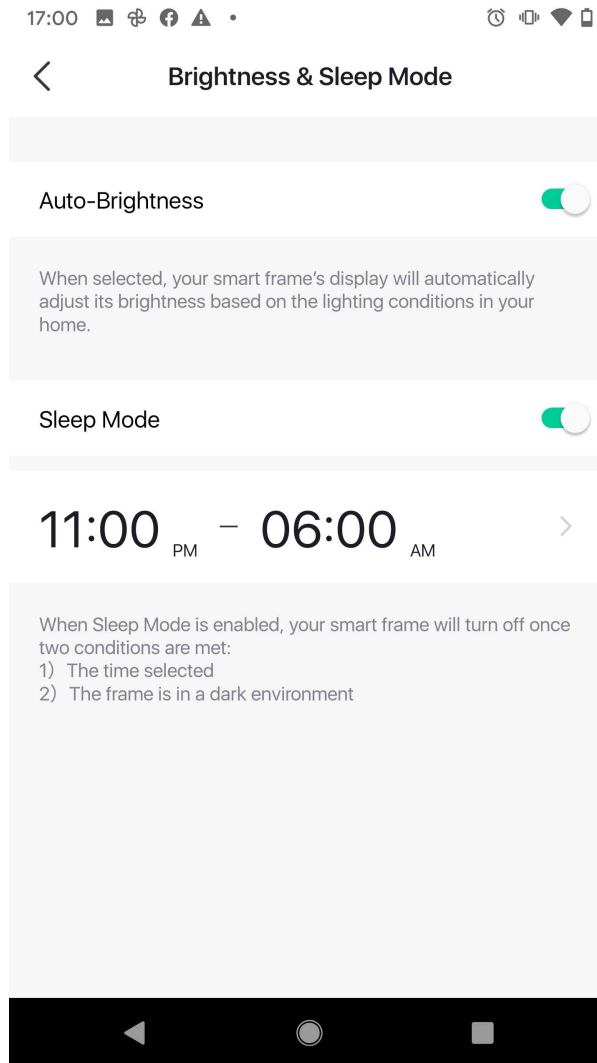 17:00
Brightness & Sleep Mode
Auto-Brightness
When selected, your smart frame's display will automatically
adjust its brightness based on the lighting conditions in your
home.
Sleep Mode
11:00 PM – 06:00 AM
When Sleep Mode is enabled, your smart frame will turn off once
two conditions are met:
1) The time selected
2) The frame is in a dark environment